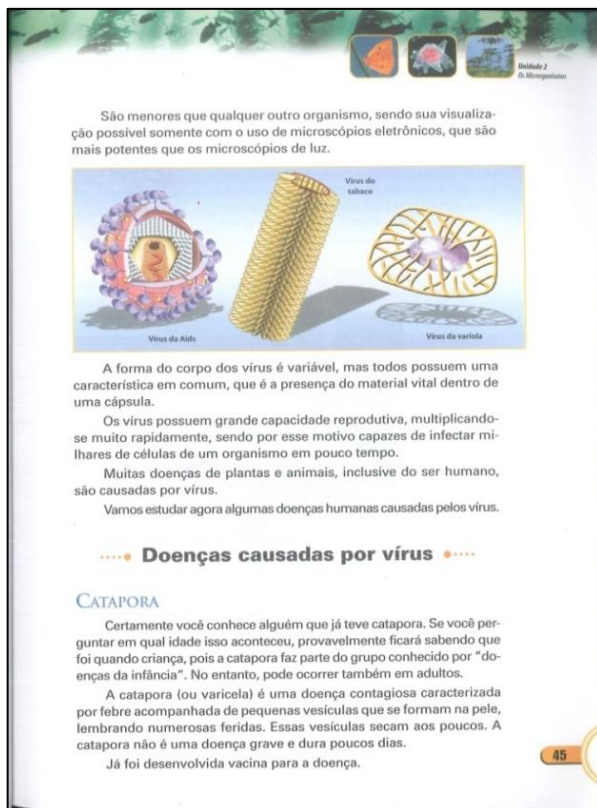 Unidade 2
Os Microrganismos
São menores que qualquer outro organismo, sendo sua visualiza-
ção possível somente com o uso de microscópios eletrônicos, que são
mais potentes que os microscópios de luz.
Vírus do
tabaco
Vírus da Aids
Vírus da varíola
A forma do corpo dos vírus é variável, mas todos possuem uma
característica em comum, que é a presença do material vital dentro de
uma cápsula.
Os vírus possuem grande capacidade reprodutiva, multiplicando-
se muito rapidamente, sendo por esse motivo capazes de infectar mi-
lhares de células de um organismo em pouco tempo.
Muitas doenças de plantas e animais, inclusive do ser humano,
são causadas por vírus.
Vamos estudar agora algumas doenças humanas causadas pelos vírus.
Doenças causadas por vírus
CATAPORA
Certamente você conhece alguém que já teve catapora. Se você per-
guntar em qual idade isso aconteceu, provavelmente ficará sabendo que
foi quando criança, pois a catapora faz parte do grupo conhecido por “do-
enças da infância”. No entanto, pode ocorrer também em adultos.
A catapora (ou varicela) é uma doença contagiosa caracterizada
por febre acompanhada de pequenas vesículas que se formam na pele,
lembrando numerosas feridas. Essas vesículas secam aos poucos. A
catapora não é uma doença grave e dura poucos dias.
Já foi desenvolvida vacina para a doença.
45